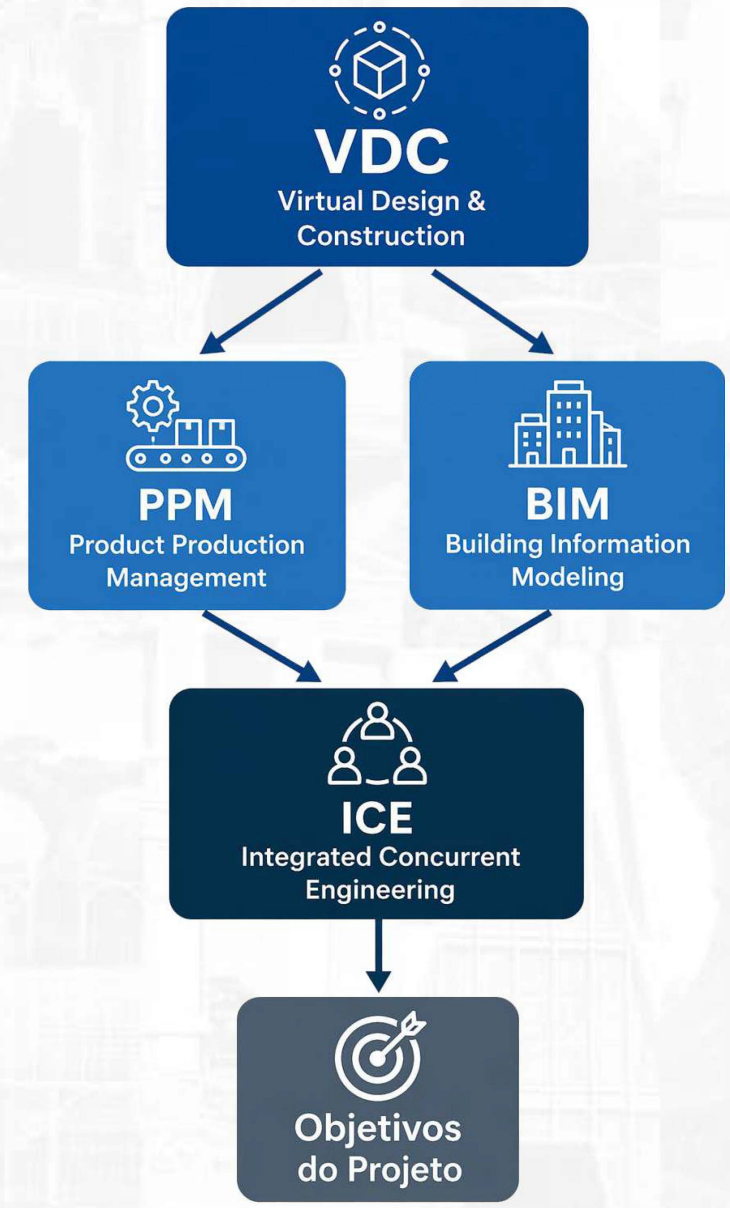 VDC
Virtual Design &
Construction
PPM
Product Production
Management
BIM
Building Information
Modeling
ICE
Integrated Concurrent
Engineering
Objetivos
do Projeto